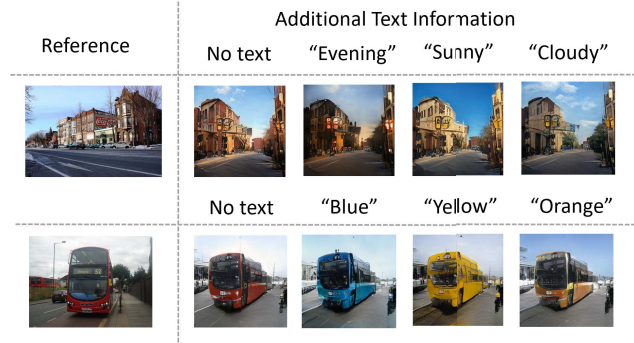 Additional Text Information
Reference
No text “Evening” “Sunny” “Cloudy”
No text “Blue” “Yellow” “Orange”